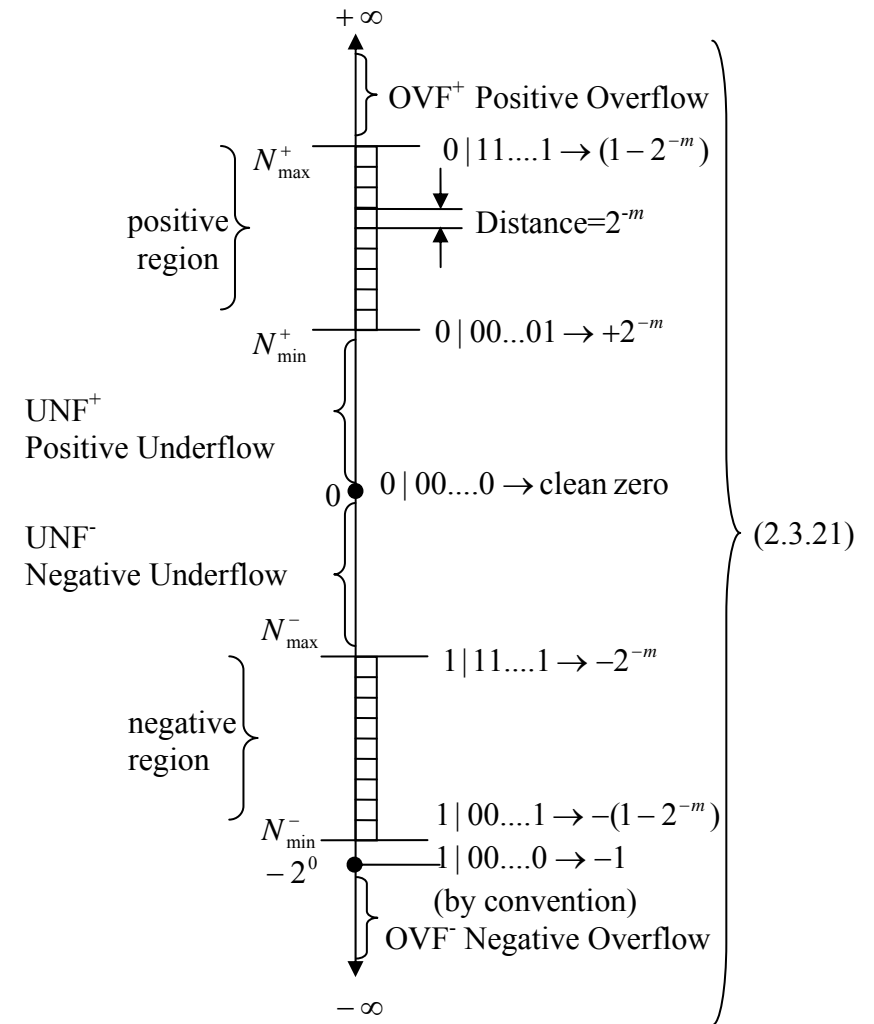 + ∞
OVF⁺ Positive Overflow
N⁺max 0 | 11....1 → (1 − 2⁻ᵐ)
positive region
Distance=2⁻ᵐ
N⁺min 0 | 00...01 → +2⁻ᵐ
UNF⁺
Positive Underflow
0 0 | 00....0 → clean zero
UNF⁻
Negative Underflow
(2.3.21)
N⁻max 1 | 11....1 → −2⁻ᵐ
negative
region
N⁻min 1 | 00....1 → −(1 − 2⁻ᵐ)
− 2⁰ 1 | 00....0 → −1
(by convention)
OVF⁻ Negative Overflow
− ∞